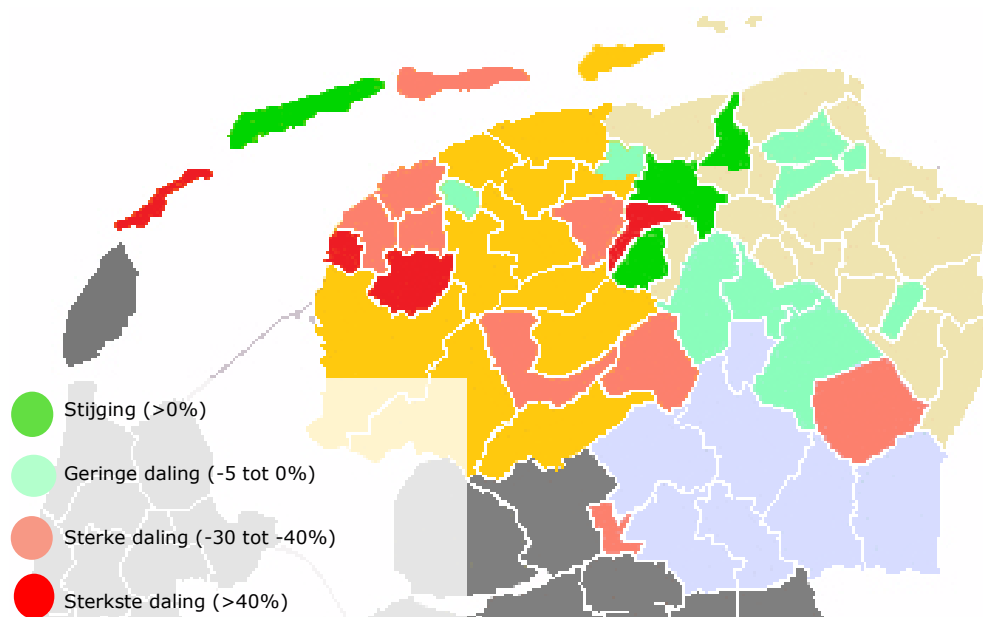 Stijging (>0%)
Geringe daling (-5 tot 0%)
Sterke daling (-30 tot -40%)
Sterkste daling (>40%)